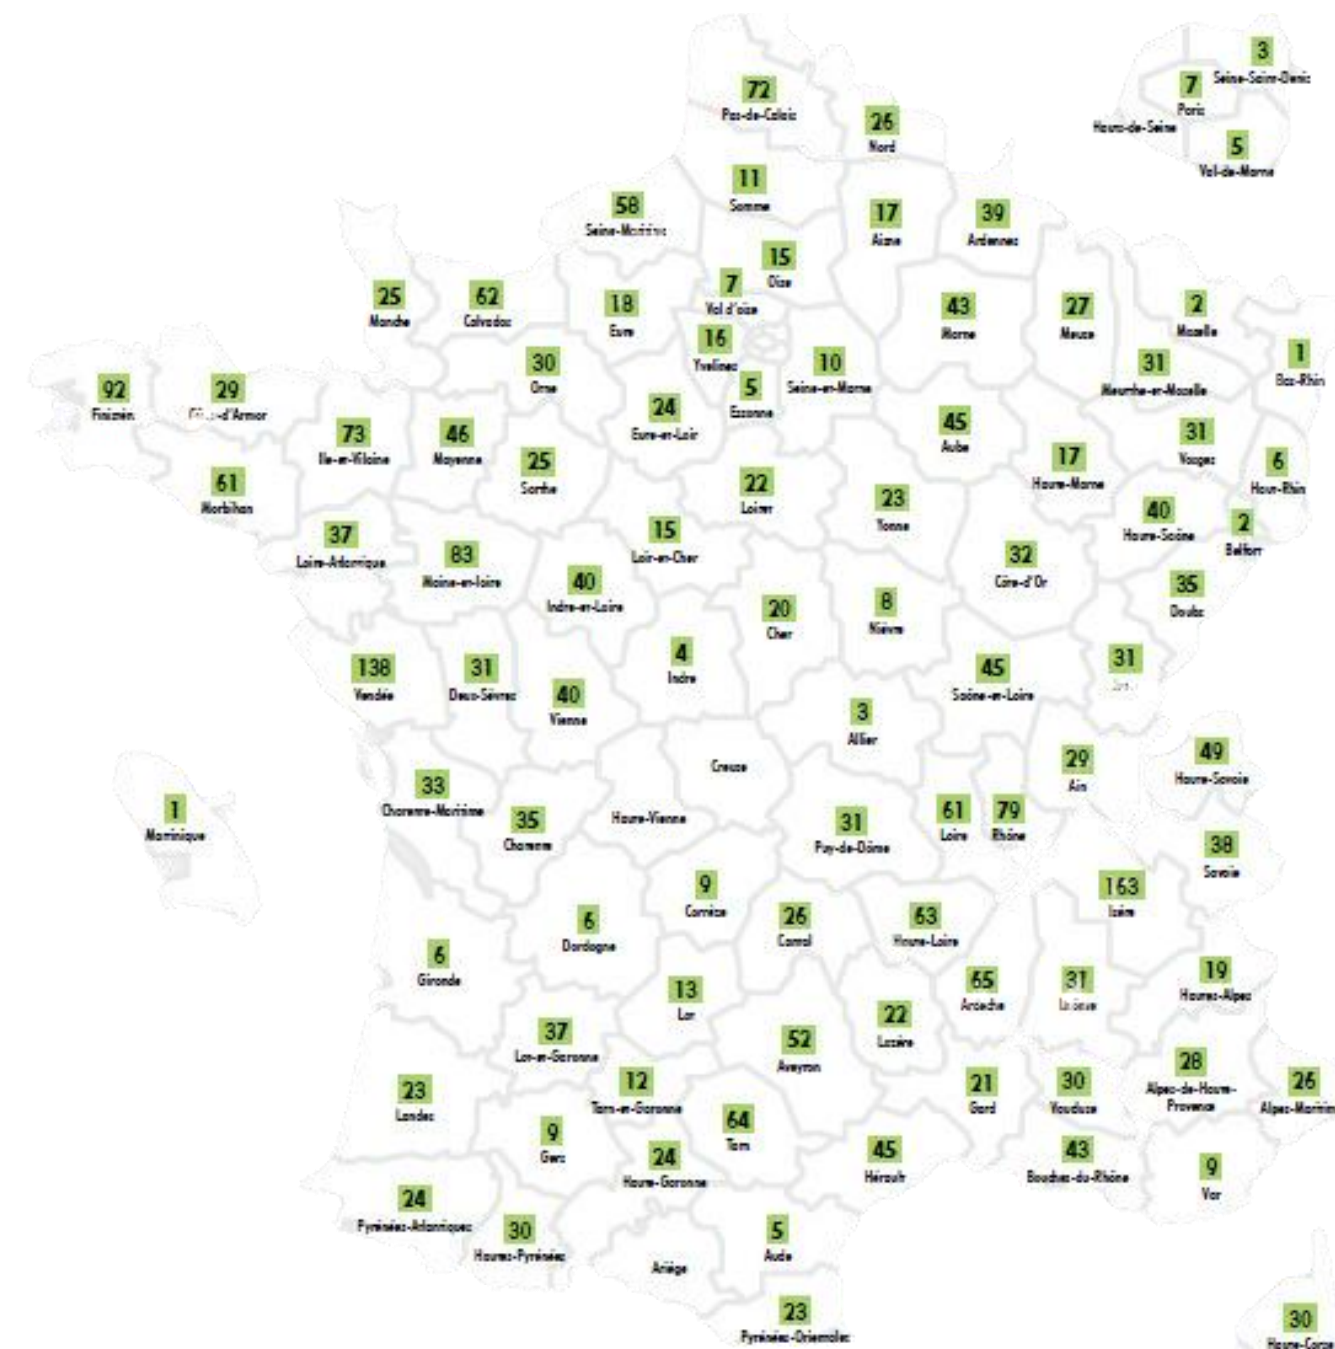 3
Seine-Saint-Denis
7
Paris
Hauts-de-Seine
5
Val-de-Marne
72
Pas-de-Calais
26
Nord
11
Somme
58
Seine-Maritime
17
Aisne
39
Ardennes
15
Oise
7
Val d'oise
25
Manche
62
Calvados
18
Eure
43
Marne
27
Meuse
2
Moselle
16
Yvelines
10
Seine-et-Marne
31
Meurthe-et-Moselle
1
Bas-Rhin
30
Orne
92
Finistère
29
d'Armor
5
Essonne
24
Eure-et-Loir
73
Ile-et-Vilaine
46
Mayenne
45
Aube
31
Vosges
25
Sarthe
17
Haute-Marne
6
Haut-Rhin
61
Morbihan
22
Loiret
23
Yonne
40
Haute-Saône
2
Belfort
37
Loire-Atlantique
83
Maine-et-loire
15
Loir-et-Cher
32
Côte-d'Or
40
Indre-et-Loire
35
Doubs
20
Cher
8
Nièvre
138
Vendée
31
Deux-Sèvres
4
Indre
45
Saône-et-Loire
31
40
Vienne
3
Allier
29
Ain
49
Haute-Savoie
Creuse
33
Charente-Maritime
1
Martinique
35
Charente
Haute-Vienne
31
Puy-de-Dôme
61
Loire
79
Rhône
38
Savoie
9
Corrèze
163
Isère
6
Dordogne
26
Cantal
63
Haute-Loire
6
Gironde
13
Lot
65
Ardèche
31
19
Hautes-Alpes
37
Lot-et-Garonne
52
Aveyron
22
Lozère
23
Landes
12
Tarn-et-Garonne
21
Gard
30
Vaucluse
28
Alpes-de-Haute-
Provence
26
Alpes-Maritim
9
Gers
64
Tarn
24
Haute-Garonne
45
Hérault
43
Bouches-du-Rhône
9
Var
24
Pyrénées-Atlantiques
30
Hautes-Pyrénées
5
Aude
Ariège
23
Pyrénées-Orientales
30
Haute-Corse